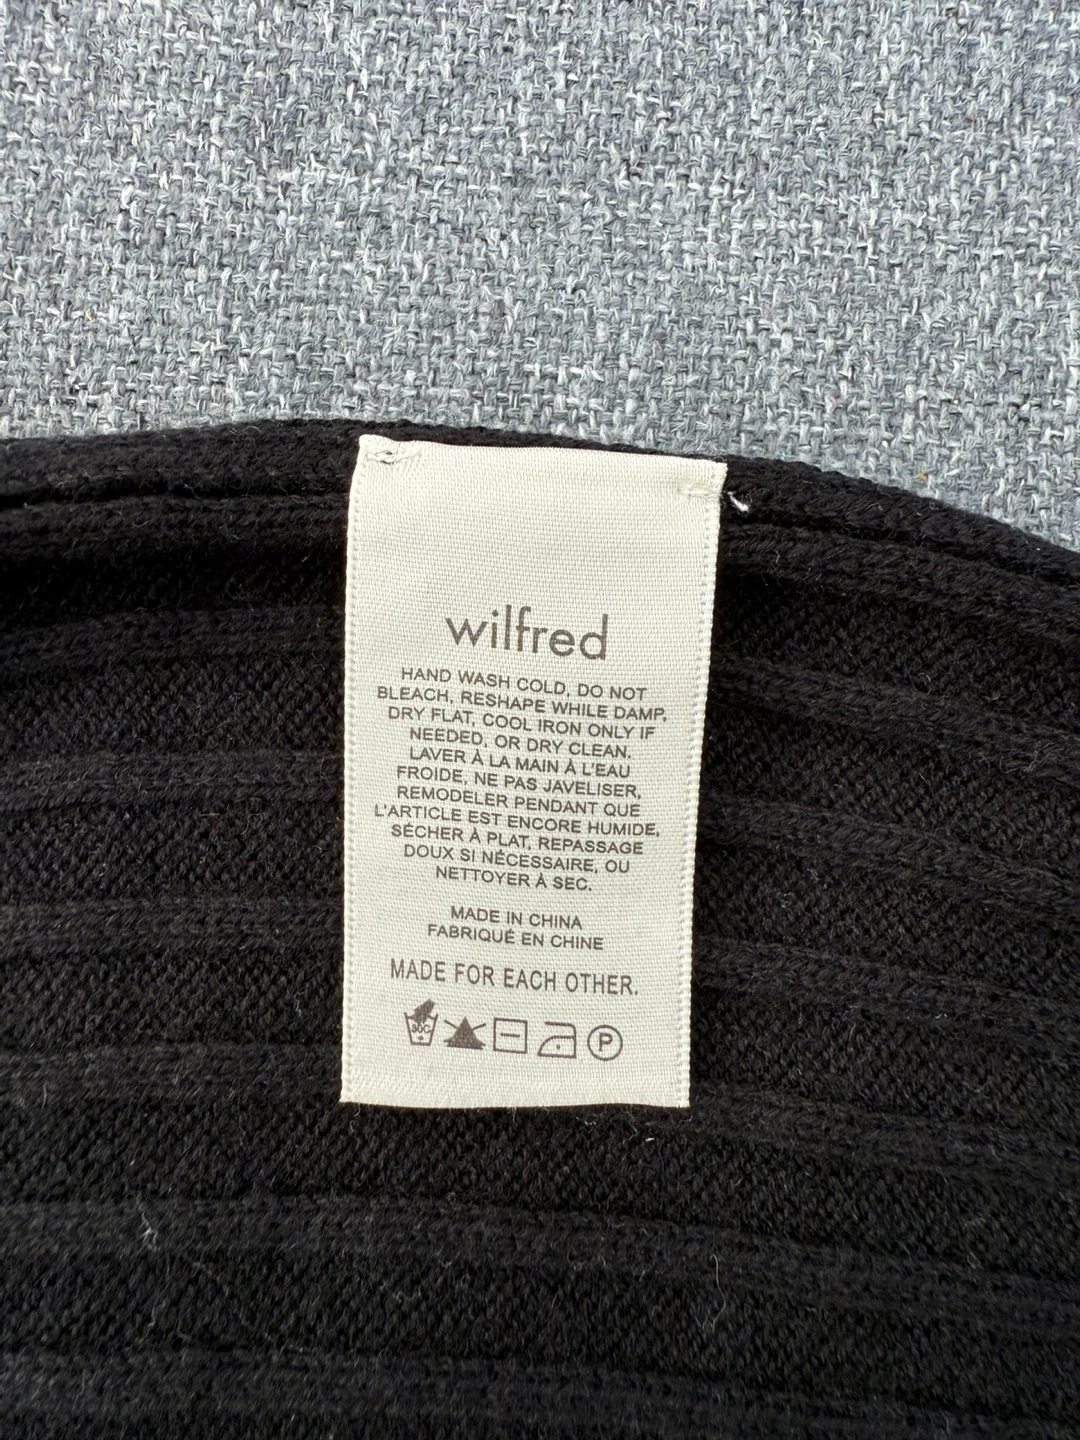 wilfred
HAND WASH COLD, DO NOT
BLEACH, RESHAPE WHILE DAMP,
DRY FLAT, COOL IRON ONLY IF
NEEDED, OR DRY CLEAN.
LAVER À LA MAIN À L'EAU
FROIDE, NE PAS JAVELISER,
REMODELER PENDANT QUE
L'ARTICLE EST ENCORE HUMIDE,
SÉCHER À PLAT, REPASSAGE
DOUX SI NÉCESSAIRE, OU
NETTOYER À SEC.
MADE IN CHINA
FABRIQUÉ EN CHINE
MADE FOR EACH OTHER.
30C P